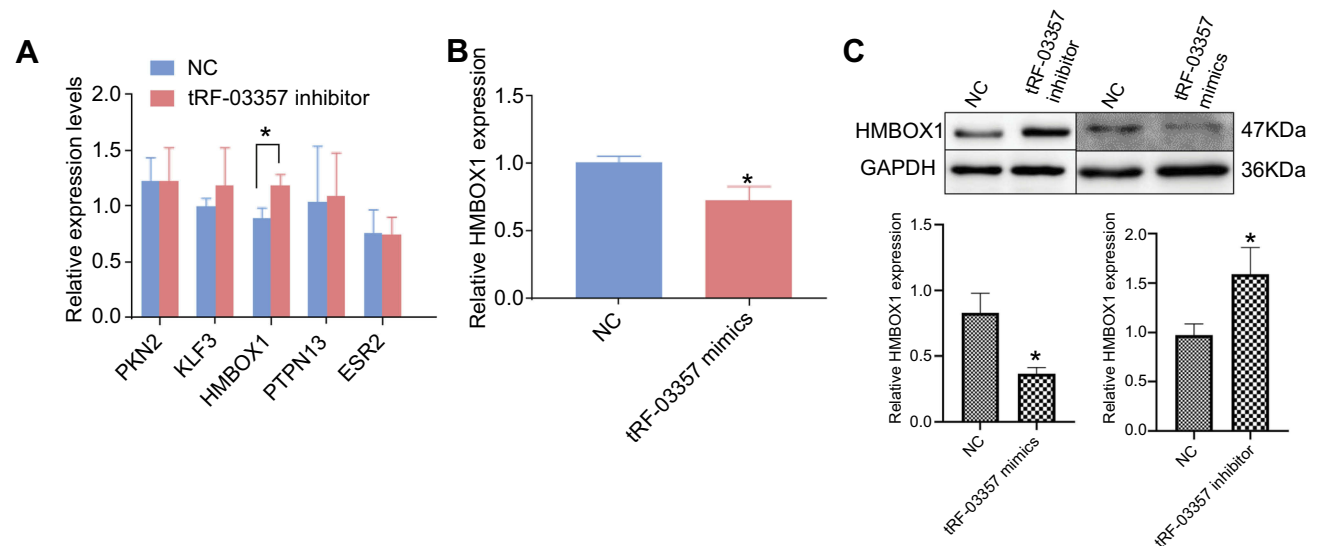 A
NC
tRF-03357 inhibitor
Relative expression levels
2.0
1.5
1.0
0.5
0.0
*
PKN2
KLF3
HMBOX1
PTPN13
ESR2
B
Relative HMBOX1 expression
1.5
1.0
0.5
0.0
*
NC
tRF-03357 mimics
C
NC
tRF-03357
inhibitor
NC
tRF-03357
mimics
HMBOX1
47KDa
GAPDH
36KDa
Relative HMBOX1 expression
1.5
1.0
0.5
0.0
*
NC
tRF-03357 mimics
Relative HMBOX1 expression
2.0
1.5
1.0
0.5
0.0
*
NC
tRF-03357 inhibitor